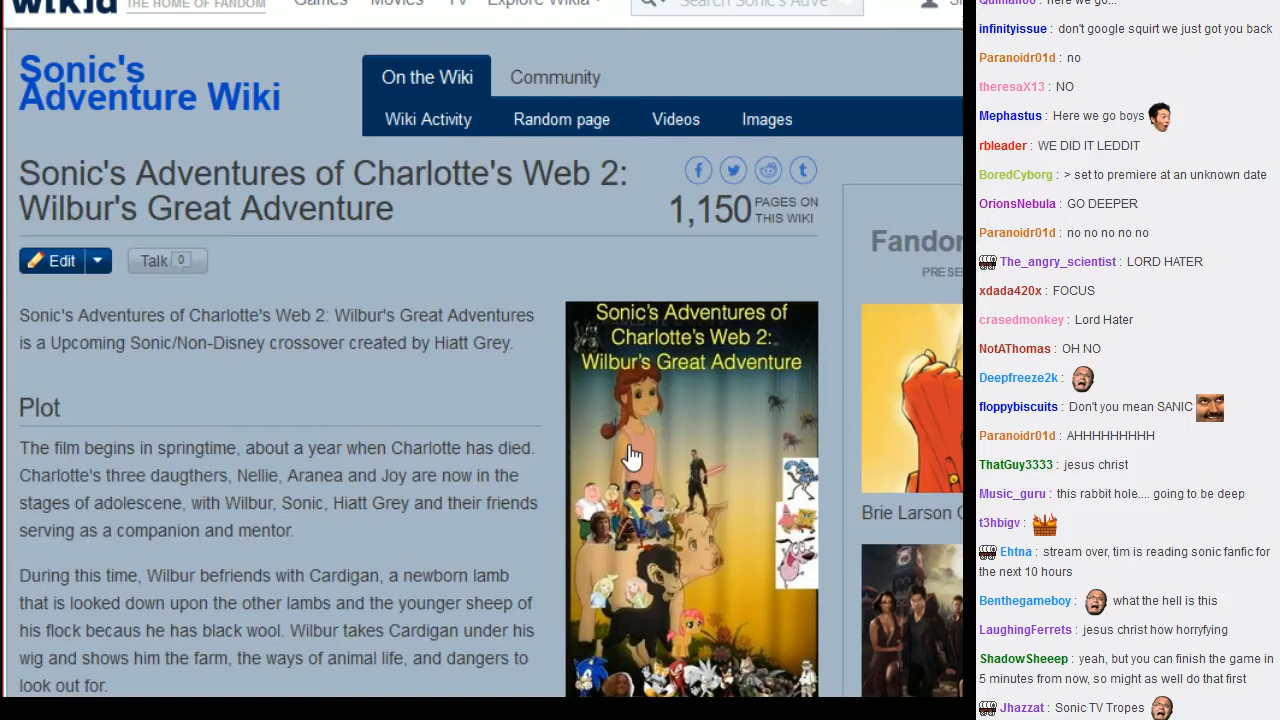 wikia THE HOME OF FANDOM Games Movies TV Explore Wikia Search Sonic's Adve
Sonic's
Adventure Wiki
On the Wiki Community
Wiki Activity Random page Videos Images
Sonic's Adventures of Charlotte's Web 2:
Wilbur's Great Adventure
1,150 PAGES ON
THIS WIKI
Edit Talk 0
Sonic's Adventures of Charlotte's Web 2: Wilbur's Great Adventures
is a Upcoming Sonic/Non-Disney crossover created by Hiatt Grey.
Plot
The film begins in springtime, about a year when Charlotte has died.
Charlotte's three daugthers, Nellie, Aranea and Joy are now in the
stages of adolescene, with Wilbur, Sonic, Hiatt Grey and their friends
serving as a companion and mentor.
During this time, Wilbur befriends with Cardigan, a newborn lamb
that is looked down upon the other lambs and the younger sheep of
his flock becaus he has black wool. Wilbur takes Cardigan under his
wig and shows him the farm, the ways of animal life, and dangers to
look out for.
Sonic's Adventures of
Charlotte's Web 2:
Wilbur's Great Adventure
Fandor
PRESE
Brie Larson C
Quillan00 : here we go...
infinityissue : don't google squirt we just got you back
Paranoidr01d : no
theresaX13 : NO
Mephastus : Here we go boys
rbleader : WE DID IT LEDDIT
BoredCyborg : > set to premiere at an unknown date
OrionsNebula : GO DEEPER
Paranoidr01d : no no no no no
The_angry_scientist : LORD HATER
xdada420x : FOCUS
crasedmonkey : Lord Hater
NotAThomas : OH NO
Deepfreeze2k :
floppybiscuits : Don't you mean SANIC
Paranoidr01d : AHHHHHHHHH
ThatGuy3333 : jesus christ
Music_guru : this rabbit hole.... going to be deep
t3hbigv :
Ehtna : stream over, tim is reading sonic fanfic for
the next 10 hours
Benthegameboy : what the hell is this
LaughingFerrets : jesus christ how horryfying
ShadowSheeep : yeah, but you can finish the game in
5 minutes from now, so might as well do that first
Jhazzat : Sonic TV Tropes